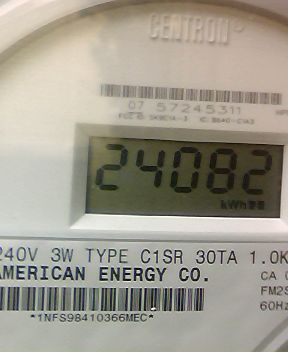 CENTRON®
07 57245311
24082
kWh
240V 3W TYPE C1SR 30TA 1.0K
AMERICAN ENERGY CO.
CA
FM2S
60Hz
*1NFS98410366MEC*